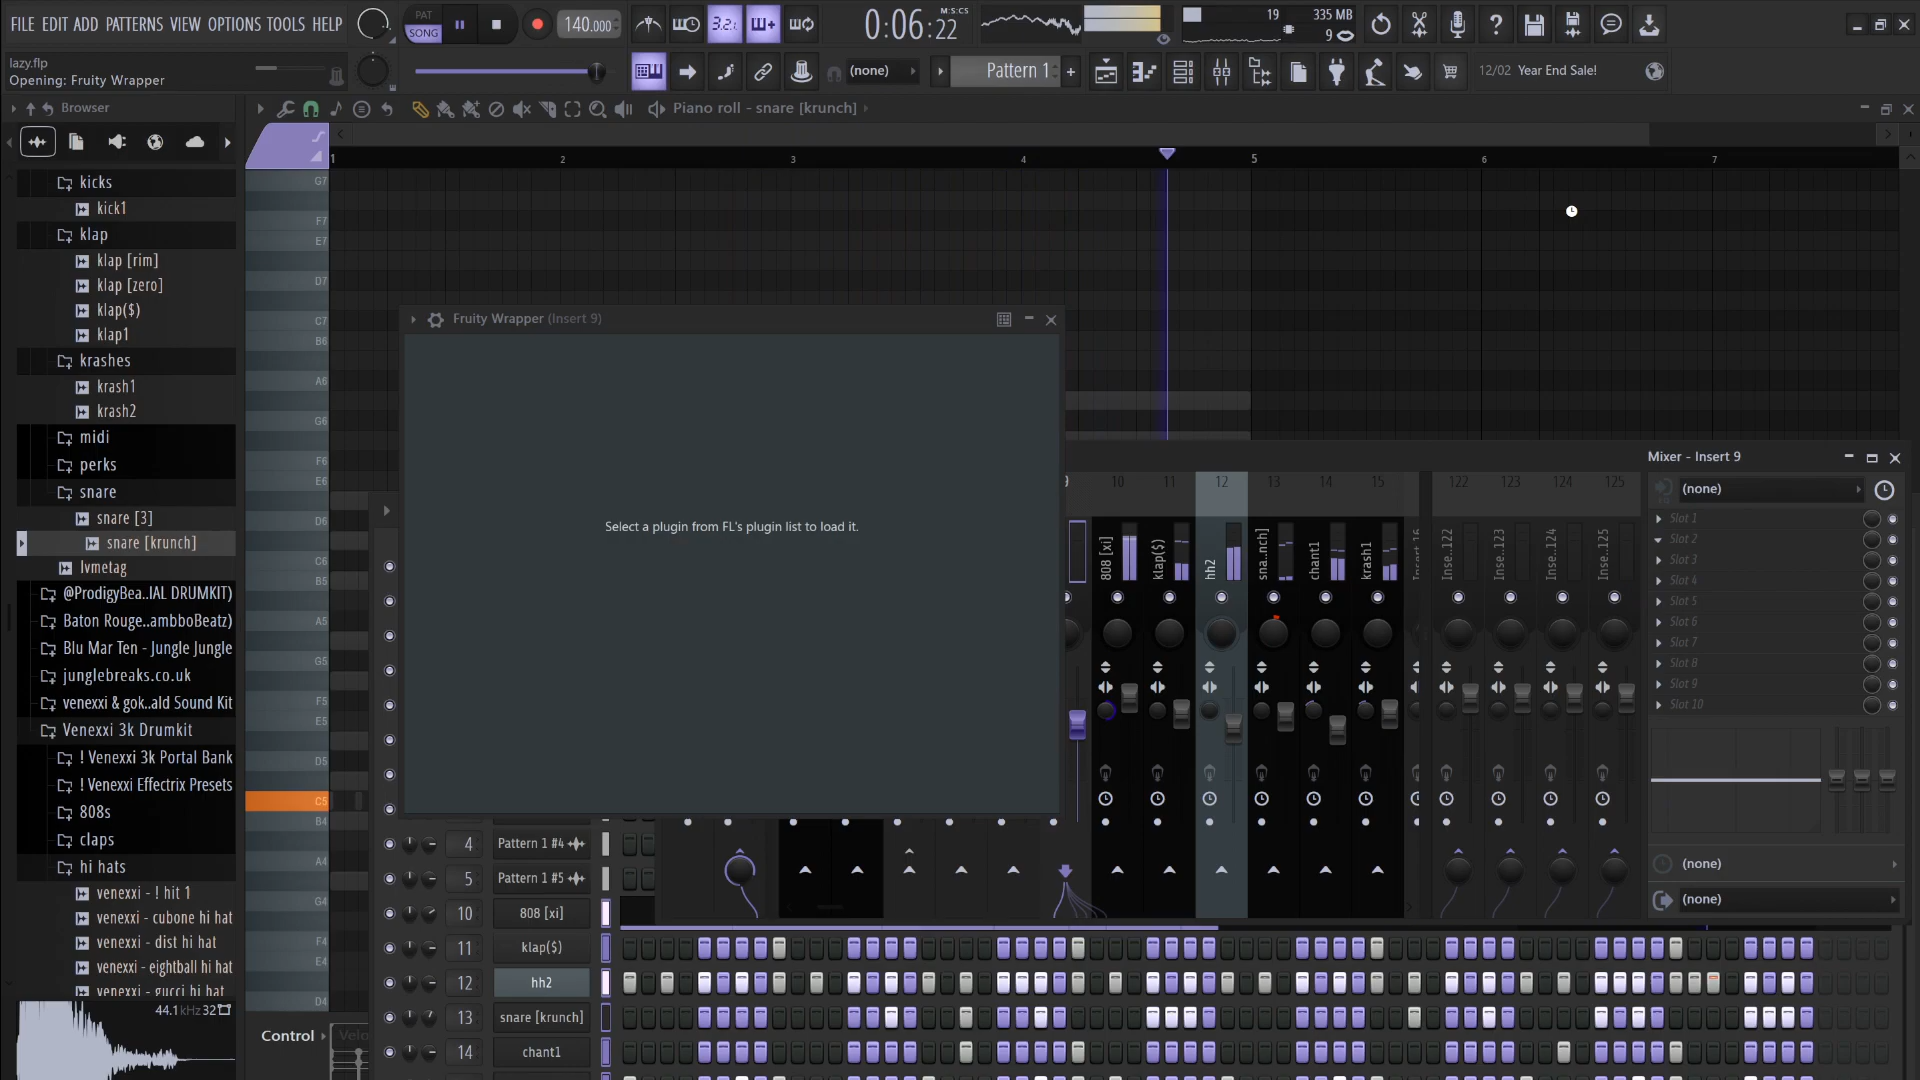 FILE EDIT ADD PATTERNS VIEW OPTIONS TOOLS HELP
PAT
SONG
140.000
3.2.
0:06:22
M:S:CS
19
335 MB
9
lazy.flp
Opening: Fruity Wrapper
(none)
Pattern 1
12/02 Year End Sale!
Browser
Piano roll - snare [krunch]
1 2 3 4 5 6 7
kicks
kick1
klap
klap [rim]
klap [zero]
klap($)
klap1
krashes
krash1
krash2
midi
perks
snare
snare [3]
snare [krunch]
lvmetag
@ProdigyBea..IAL DRUMKIT)
Baton Rouge..ambboBeatz)
Blu Mar Ten - Jungle Jungle
junglebreaks.co.uk
venexxi & gok..ald Sound Kit
Venexxi 3k Drumkit
! Venexxi 3k Portal Bank
! Venexxi Effectrix Presets
808s
claps
hi hats
venexxi - ! hit 1
venexxi - cubone hi hat
venexxi - dist hi hat
venexxi - eightball hi hat
venexxi - gucci hi hat
44.1kHz 32
G7
F7
E7
D7
C7
B6
A6
G6
F6
E6
D6
C6
B5
A5
G5
F5
E5
D5
C5
B4
A4
G4
F4
E4
D4
Fruity Wrapper (Insert 9)
Select a plugin from FL's plugin list to load it.
Mixer - Insert 9
10 11 12 13 14 15 122 123 124 125
808 [xi]
klap($)
hh2
sna..nch]
chant1
krash1
Inse..122
Inse..123
Inse..124
Inse..125
(none)
Slot 1
Slot 2
Slot 3
Slot 4
Slot 5
Slot 6
Slot 7
Slot 8
Slot 9
Slot 10
(none)
(none)
4 Pattern 1 #4
5 Pattern 1 #5
10 808 [xi]
11 klap($)
12 hh2
13 snare [krunch]
14 chant1
Control
Velo